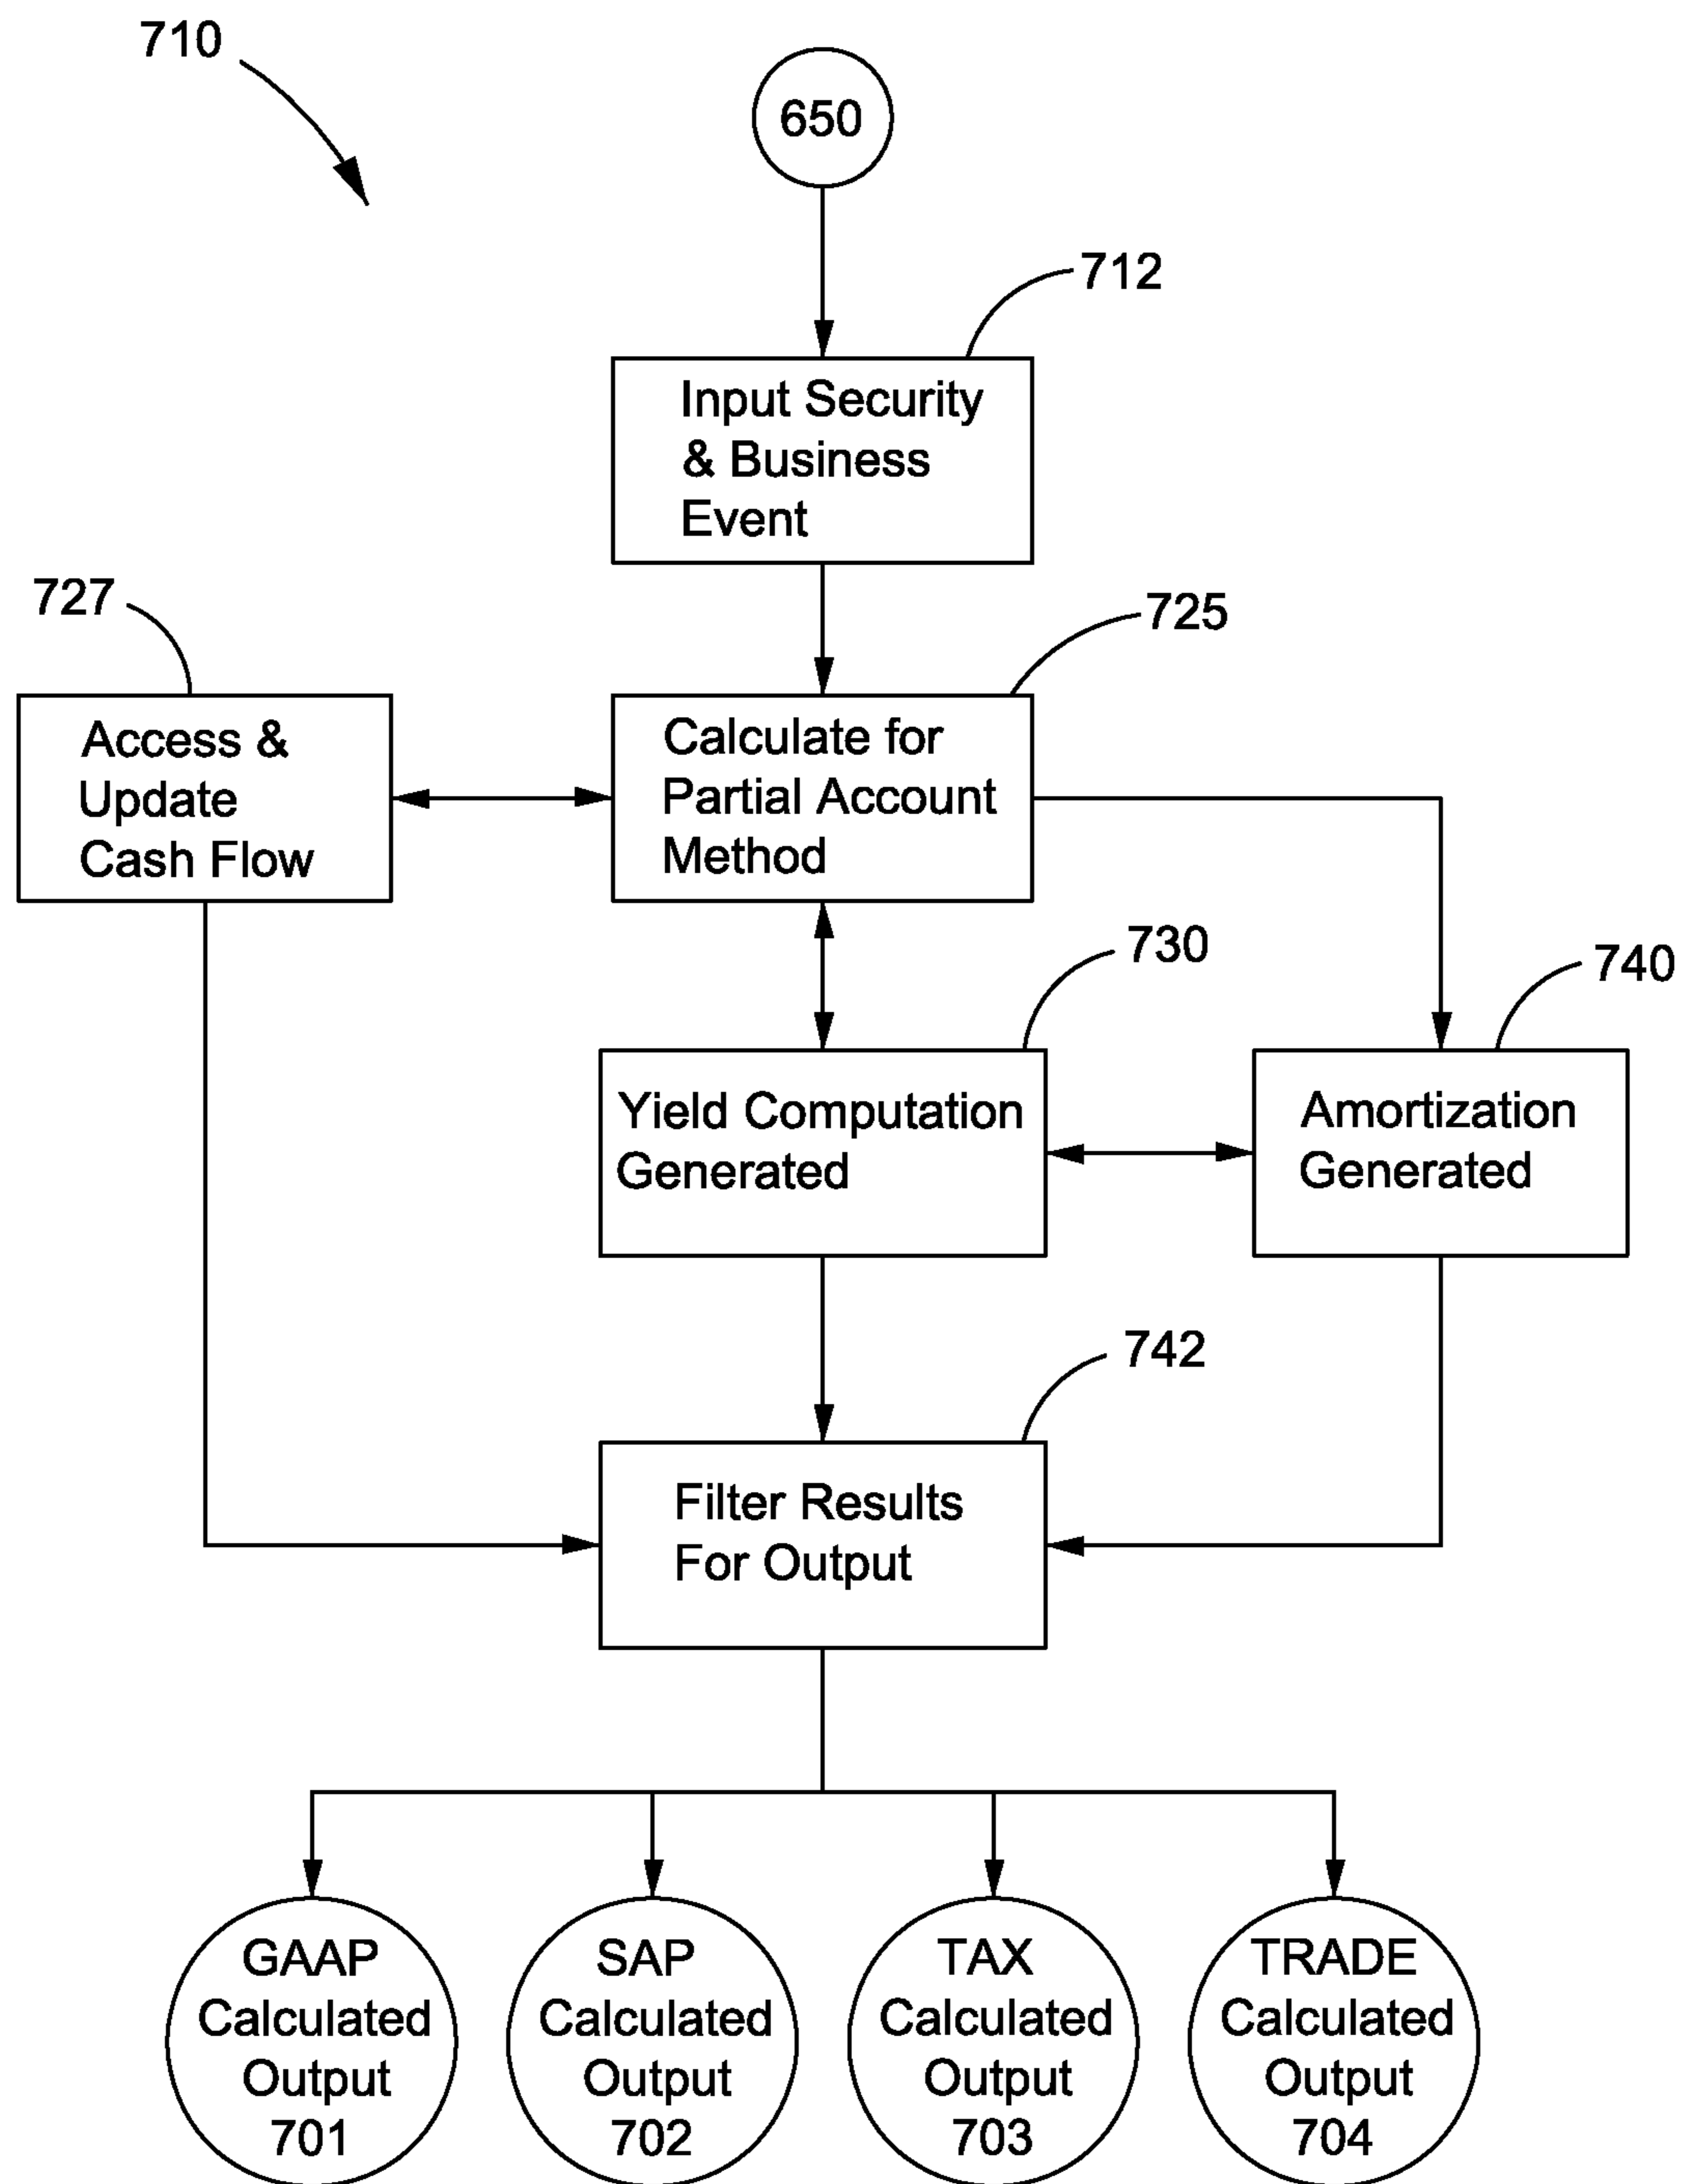 710
650
712
Input Security
& Business
Event
727
725
Access &
Update
Cash Flow
Calculate for
Partial Account
Method
730
740
Yield Computation
Generated
Amortization
Generated
742
Filter Results
For Output
GAAP
Calculated
Output
701
SAP
Calculated
Output
702
TAX
Calculated
Output
703
TRADE
Calculated
Output
704